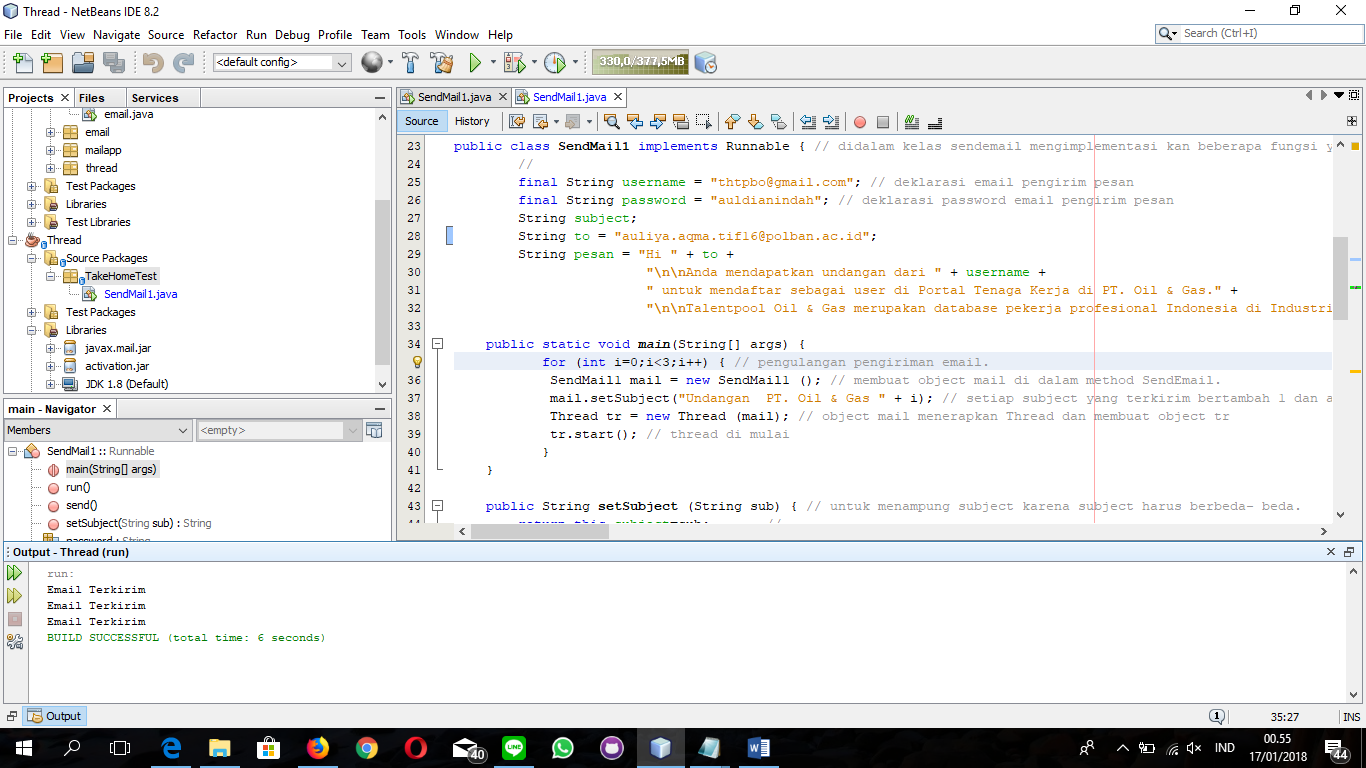 Thread - NetBeans IDE 8.2
File Edit View Navigate Source Refactor Run Debug Profile Team Tools Window Help
Search (Ctrl+I)
<default config>
330,0/377,5MB
Projects Files Services
email.java
email
mailapp
thread
Test Packages
Libraries
Test Libraries
Thread
Source Packages
TakeHomeTest
SendMail1.java
Test Packages
Libraries
javax.mail.jar
activation.jar
JDK 1.8 (Default)
main - Navigator
Members
<empty>
SendMail1 :: Runnable
main(String[] args)
run()
send()
setSubject(String sub) : String
password : String
SendMail1.java SendMail1.java
Source History
23 public class SendMail1 implements Runnable { // didalam kelas sendemail mengimplementasi kan beberapa fungsi y
24 //
25 final String username = "thtpbo@gmail.com"; // deklarasi email pengirim pesan
26 final String password = "auldianindah"; // deklarasi password email pengirim pesan
27 String subject;
28 String to = "auliya.aqma.tif16@polban.ac.id";
29 String pesan = "Hi " + to +
30 "\n\nAnda mendapatkan undangan dari " + username +
31 " untuk mendaftar sebagai user di Portal Tenaga Kerja di PT. Oil & Gas." +
32 "\n\nTalentpool Oil & Gas merupakan database pekerja profesional Indonesia di Industri
33
34 public static void main(String[] args) {
for (int i=0;i<3;i++) { // pengulangan pengiriman email.
36 SendMail1 mail = new SendMail1 (); // membuat object mail di dalam method SendEmail.
37 mail.setSubject("Undangan  PT. Oil & Gas " + i); // setiap subject yang terkirim bertambah 1 dan a
38 Thread tr = new Thread (mail); // object mail menerapkan Thread dan membuat object tr
39 tr.start(); // thread di mulai
40 }
41 }
42
43 public String setSubject (String sub) { // untuk menampung subject karena subject harus berbeda- beda.
44 return this.subject=sub; //
Output - Thread (run)
run:
Email Terkirim
Email Terkirim
Email Terkirim
BUILD SUCCESSFUL (total time: 6 seconds)
Output
1 35:27 INS
40
IND
00.55
17/01/2018
44